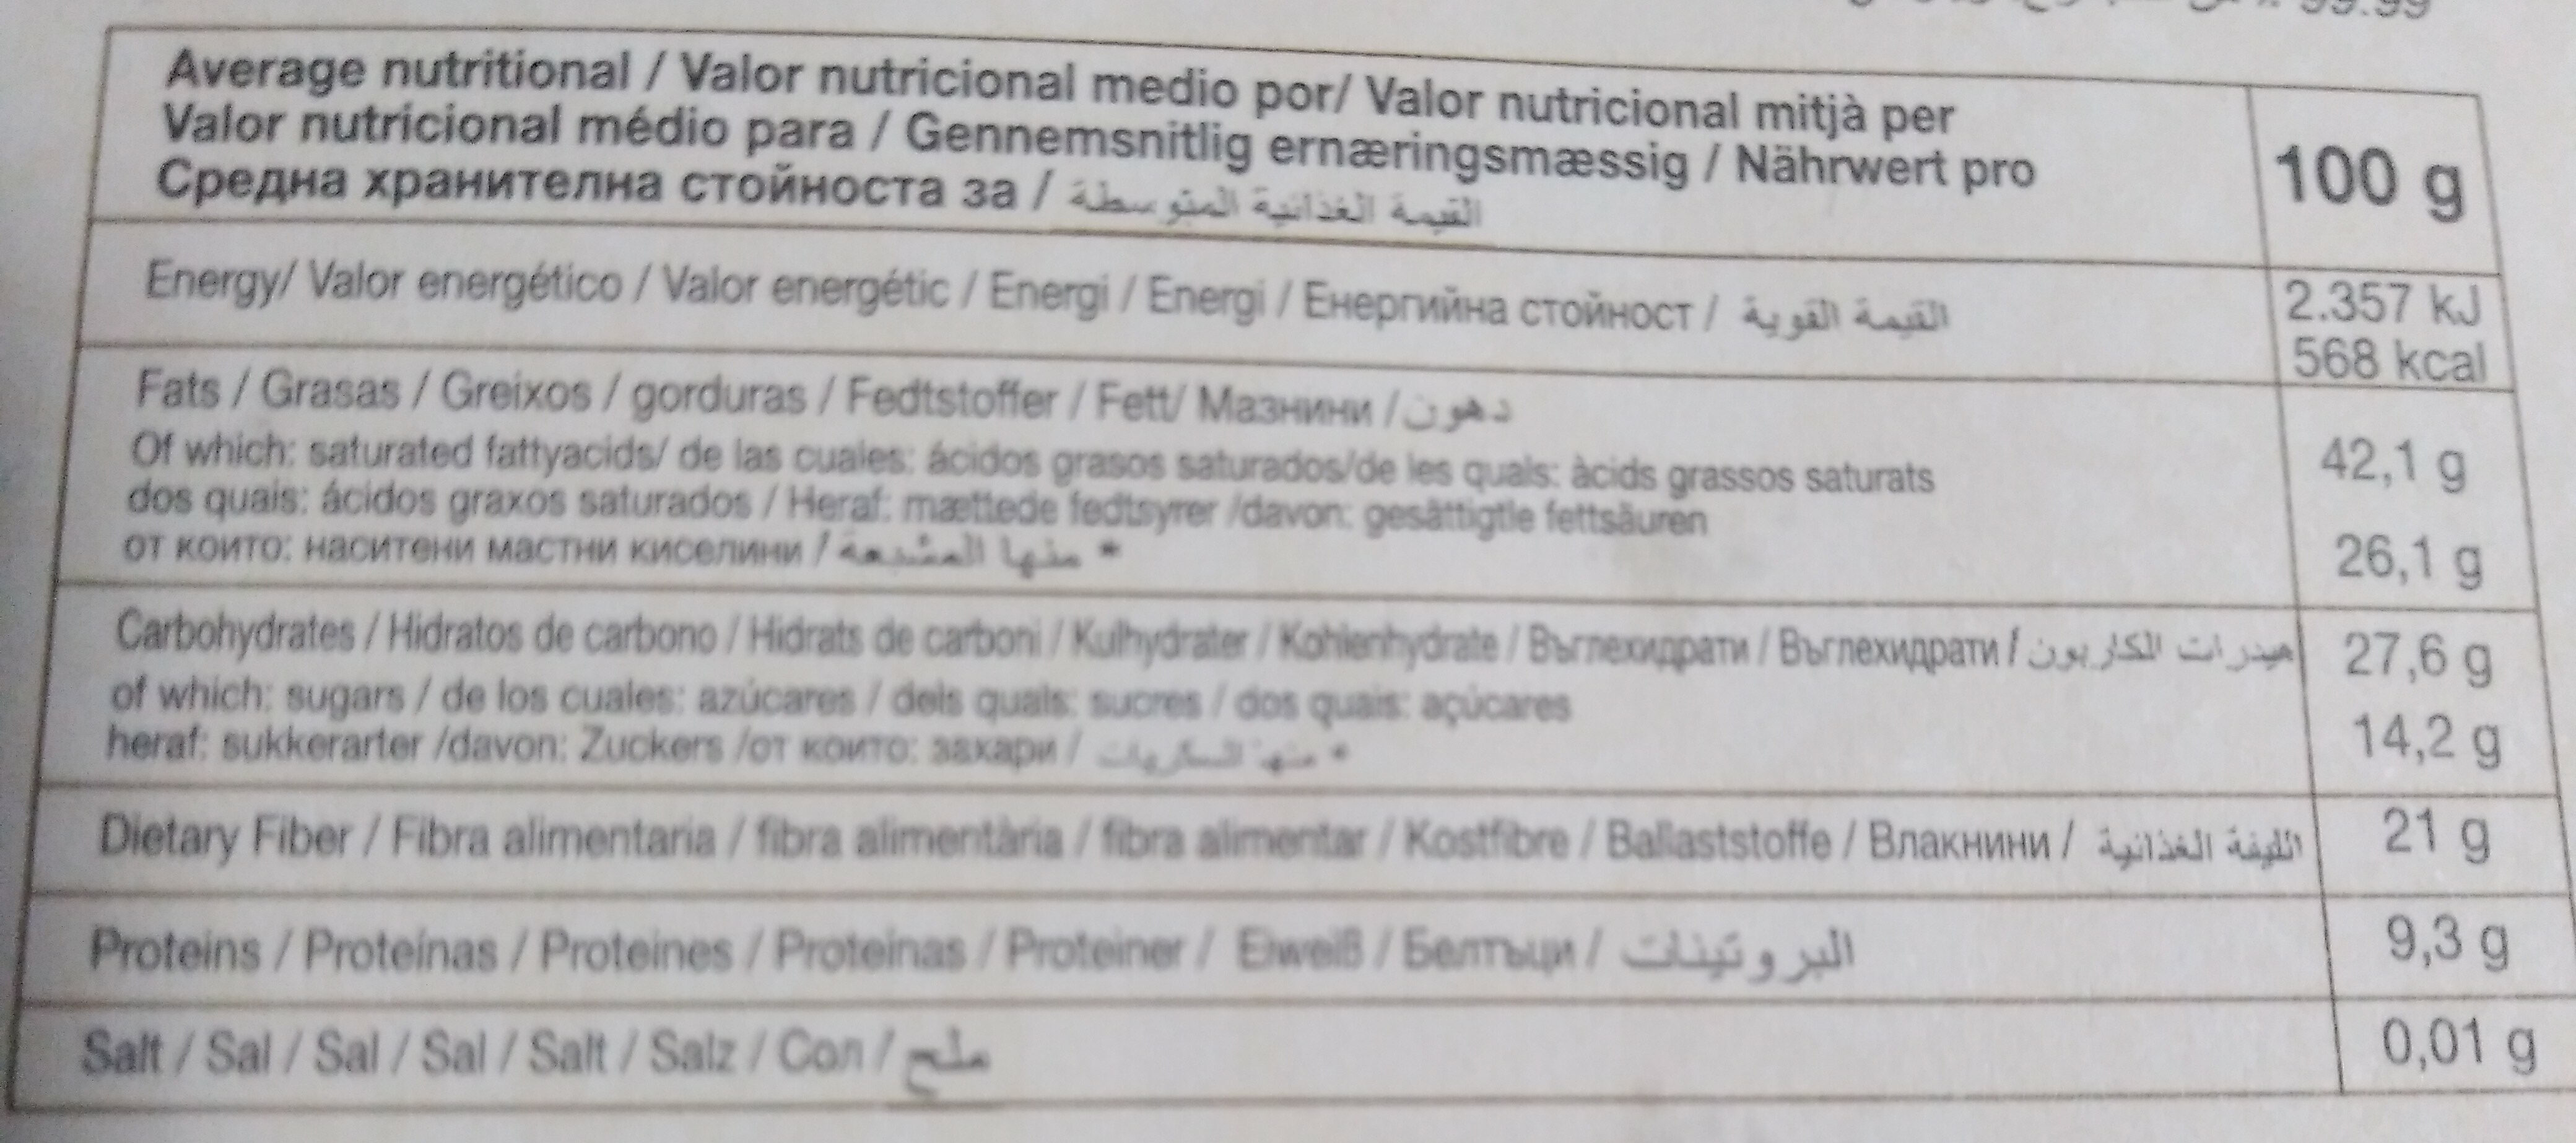 99.99
Average nutritional / Valor nutricional medio por/ Valor nutricional mitjà per
Valor nutricional médio para / Gennemsnitlig ernæringsmæssig / Nährwert pro
Средна хранителна стойноста за / القيمة الغذائية المتوسطة
100 g
Energy/ Valor energético / Valor energétic / Energi / Energi / Енергийна стойност / القيمة القوية
2.357 kJ
568 kcal
Fats / Grasas / Greixos / gorduras / Fedtstoffer / Fett/ Мазнини / دهون
42,1 g
Of which: saturated fattyacids/ de las cuales: ácidos grasos saturados/de les quals: àcids grassos saturats
dos quais: ácidos graxos saturados / Heraf: mættede fedtsyrer /davon: gesättigtle fettsäuren
от които: наситени мастни киселини / منها المشبعة *
26,1 g
Carbohydrates / Hidratos de carbono / Hidrats de carboni / Kulhydrater / Kohlenhydrate / Въглехидрати / Въглехидрати / هيدرات الكاربون
27,6 g
of which: sugars / de los cuales: azúcares / dels quals: sucres / dos quais: açúcares
heraf: sukkerarter /davon: Zuckers /от които: захари / منها السكريات *
14,2 g
Dietary Fiber / Fibra alimentaria / fibra alimentària / fibra alimentar / Kostfibre / Ballaststoffe / Влакнини / الليفة الغذائية
21 g
Proteins / Proteínas / Proteines / Proteinas / Proteiner / Eiweiß / Белтъци / البروتينات
9,3 g
Salt / Sal / Sal / Sal / Salt / Salz / Сол / ملح
0,01 g